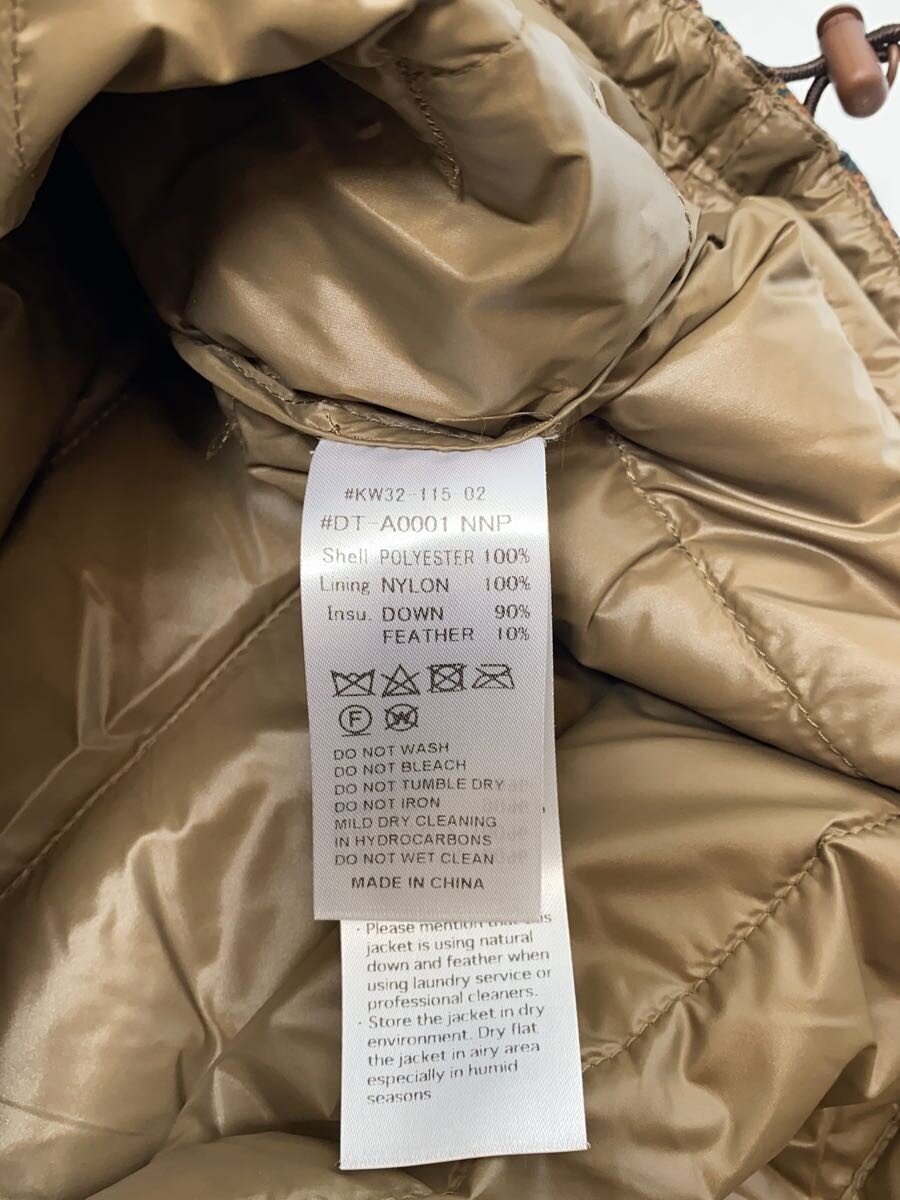 #KW32-115 02
#DT-A0001 NNP
Shell POLYESTER 100%
Lining NYLON 100%
Insu. DOWN 90%
FEATHER 10%
F W
DO NOT WASH
DO NOT BLEACH
DO NOT TUMBLE DRY
DO NOT IRON
MILD DRY CLEANING
IN HYDROCARBONS
DO NOT WET CLEAN
MADE IN CHINA
· Please mention
jacket is using natural
down and feather when
using laundry service or
professional cleaners.
· Store the jacket in dry
environment. Dry flat
the jacket in airy area
especially in humid
seasons